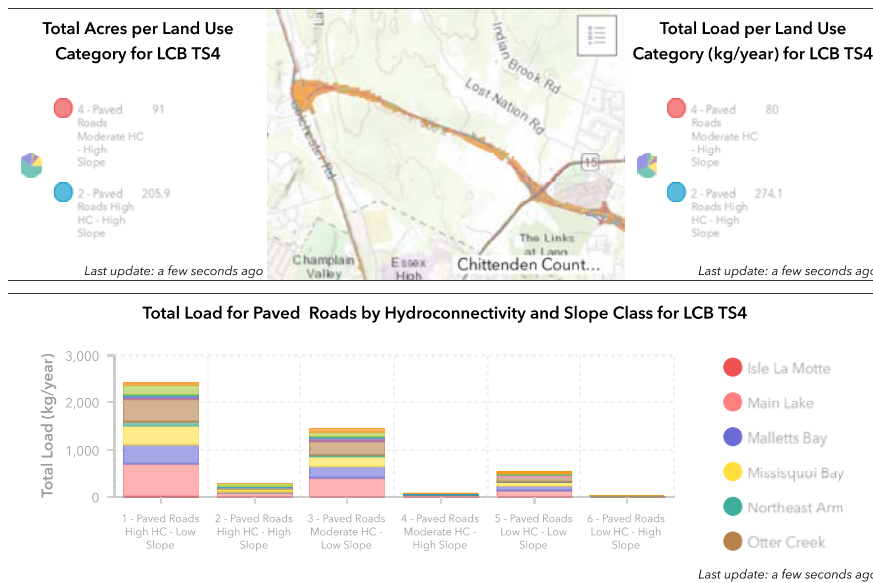 Total Acres per Land Use
Category for LCB TS4
4 - Paved
Roads
Moderate HC
- High
Slope
91
2 - Paved
Roads High
HC - High
Slope
205.9
Last update: a few seconds ago
La
Indian Brook Rd
Lost Nation Rd
Rd
15
The Links
at Lang
Champlain
Valley
Essex
High
Chittenden Count...
Total Load per Land Use
Category (kg/year) for LCB TS4
4 - Paved
Roads
Moderate HC
- High
Slope
80
2 - Paved
Roads High
HC - High
Slope
274.1
Last update: a few seconds ago
Total Load for Paved Roads by Hydroconnectivity and Slope Class for LCB TS4
Total Load (kg/year)
3,000
2,000
1,000
0
1 - Paved Roads
High HC - Low
Slope
2 - Paved Roads
High HC - High
Slope
3 - Paved Roads
Moderate HC -
Low Slope
4 - Paved Roads
Moderate HC -
High Slope
5 - Paved Roads
Low HC - Low
Slope
6 - Paved Roads
Low HC - High
Slope
Isle La Motte
Main Lake
Malletts Bay
Missisquoi Bay
Northeast Arm
Otter Creek
Last update: a few seconds ago